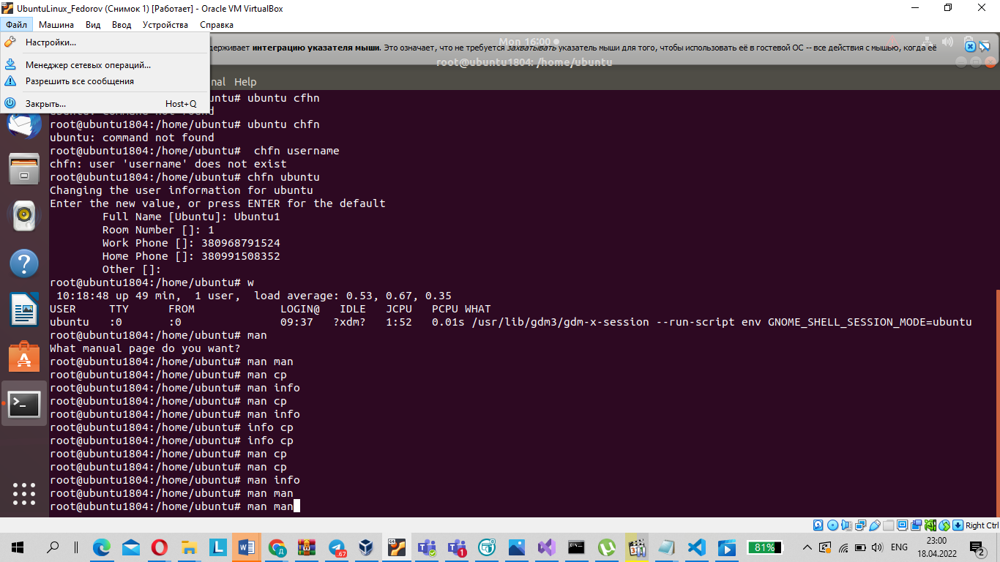 UbuntuLinux_Fedorov (Снимок 1) [Работает] - Oracle VM VirtualBox
Файл Машина Вид Ввод Устройства Справка
Настройки...
Менеджер сетевых операций...
Разрешить все сообщения
Закрыть... Host+Q
Mon 16:00
держивает интеграцию указателя мыши. Это означает, что не требуется захватывать указатель мыши для того, чтобы использовать её в гостевой ОС -- все действия с мышью, когда её
root@ubuntu1804: /home/ubuntu
nal Help
untu# ubuntu cfhn
ubuntu: command not found
root@ubuntu1804:/home/ubuntu# ubuntu chfn
ubuntu: command not found
root@ubuntu1804:/home/ubuntu#  chfn username
chfn: user 'username' does not exist
root@ubuntu1804:/home/ubuntu# chfn ubuntu
Changing the user information for ubuntu
Enter the new value, or press ENTER for the default
Full Name [Ubuntu]: Ubuntu1
Room Number []: 1
Work Phone []: 380968791524
Home Phone []: 380991508352
Other []:
root@ubuntu1804:/home/ubuntu# w
10:18:48 up 49 min,  1 user,  load average: 0.53, 0.67, 0.35
USER     TTY      FROM             LOGIN@   IDLE   JCPU   PCPU WHAT
ubuntu   :0       :0               09:37   ?xdm?   1:52   0.01s /usr/lib/gdm3/gdm-x-session --run-script env GNOME_SHELL_SESSION_MODE=ubuntu
root@ubuntu1804:/home/ubuntu# man
What manual page do you want?
root@ubuntu1804:/home/ubuntu# man man
root@ubuntu1804:/home/ubuntu# man cp
root@ubuntu1804:/home/ubuntu# man info
root@ubuntu1804:/home/ubuntu# man cp
root@ubuntu1804:/home/ubuntu# man info
root@ubuntu1804:/home/ubuntu# info cp
root@ubuntu1804:/home/ubuntu# info cp
root@ubuntu1804:/home/ubuntu# man cp
root@ubuntu1804:/home/ubuntu# man cp
root@ubuntu1804:/home/ubuntu# man info
root@ubuntu1804:/home/ubuntu# man man
root@ubuntu1804:/home/ubuntu# man man
Right Ctrl
81%
ENG
23:00
18.04.2022
2